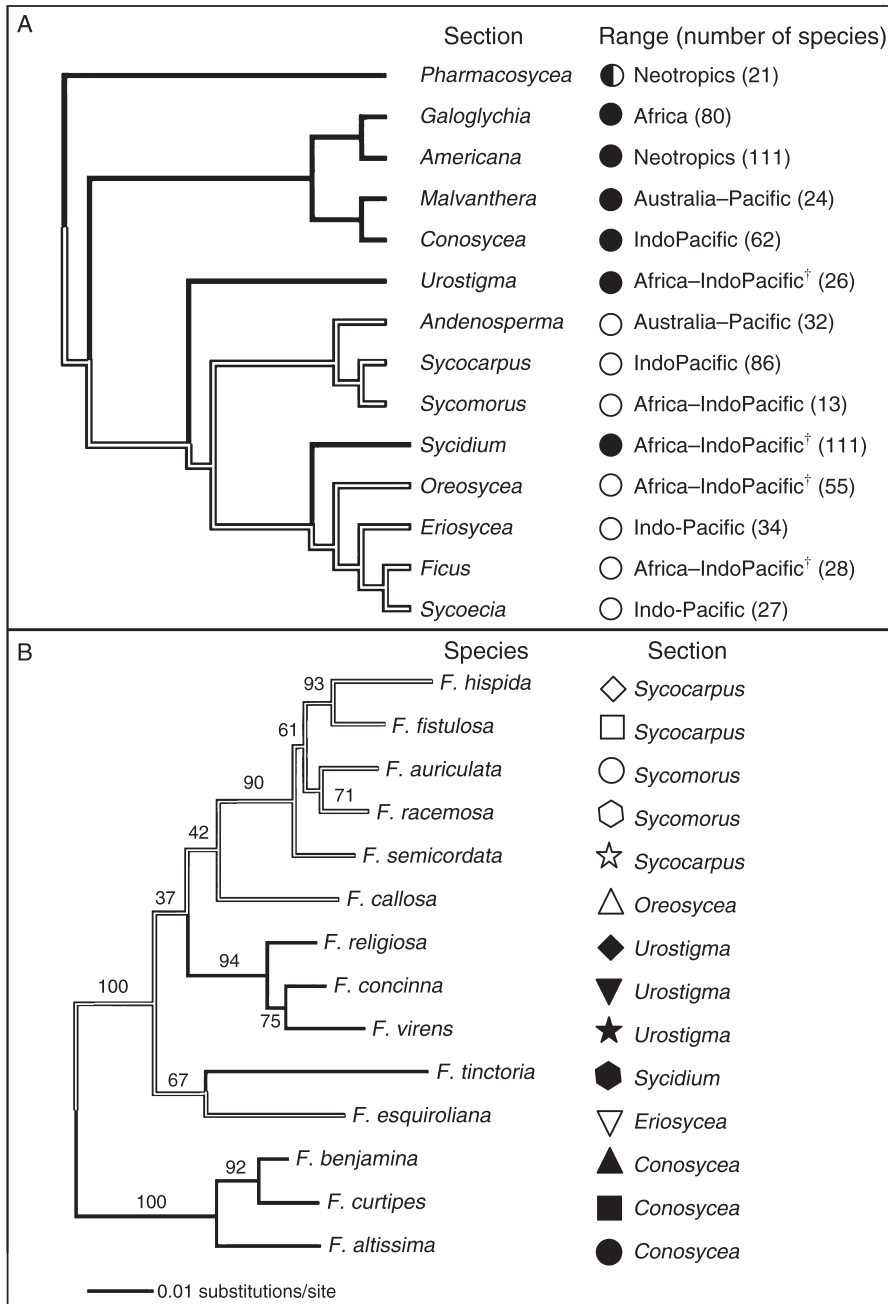 A
Section Range (number of species)
Pharmacosycea Neotropics (21)
Galoglychia Africa (80)
Americana Neotropics (111)
Malvanthera Australia–Pacific (24)
Conosycea IndoPacific (62)
Urostigma Africa–IndoPacific† (26)
Andenosperma Australia–Pacific (32)
Sycocarpus IndoPacific (86)
Sycomorus Africa–IndoPacific (13)
Sycidium Africa–IndoPacific† (111)
Oreosycea Africa–IndoPacific† (55)
Eriosycea Indo-Pacific (34)
Ficus Africa–IndoPacific† (28)
Sycoecia Indo-Pacific (27)
B
Species Section
93 F. hispida Sycocarpus
F. fistulosa Sycocarpus
61
F. auriculata Sycomorus
90 71 F. racemosa Sycomorus
42 F. semicordata Sycocarpus
37 F. callosa Oreosycea
F. religiosa Urostigma
94
100 F. concinna Urostigma
75 F. virens Urostigma
67 F. tinctoria Sycidium
F. esquiroliana Eriosycea
92 F. benjamina Conosycea
100 F. curtipes Conosycea
F. altissima Conosycea
0.01 substitutions/site